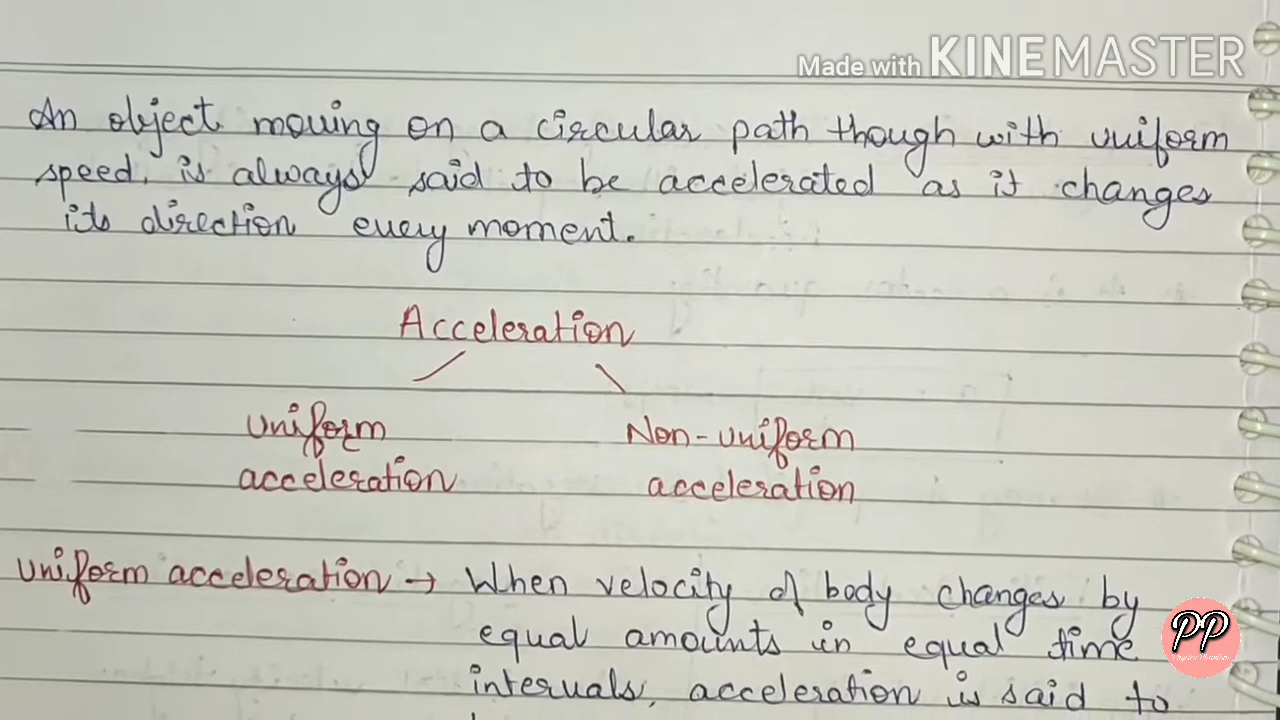 Made with KINEMASTER
An object moving on a circular path though with uniform
speed, is always said to be accelerated as it changes
its direction every moment.
Acceleration
Uniform acceleration
Non-uniform acceleration
Uniform acceleration → When velocity of body changes by
equal amounts in equal time
intervals, acceleration is said to
PP